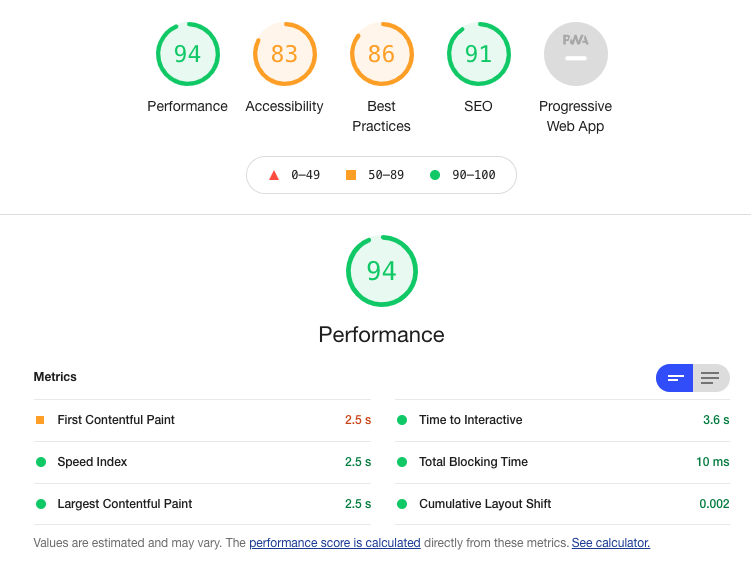 94 83 86 91 PWA
Performance Accessibility Best Practices SEO Progressive Web App
0–49 50–89 90–100
94
Performance
Metrics
First Contentful Paint 2.5 s
Time to Interactive 3.6 s
Speed Index 2.5 s
Total Blocking Time 10 ms
Largest Contentful Paint 2.5 s
Cumulative Layout Shift 0.002
Values are estimated and may vary. The performance score is calculated directly from these metrics. See calculator.